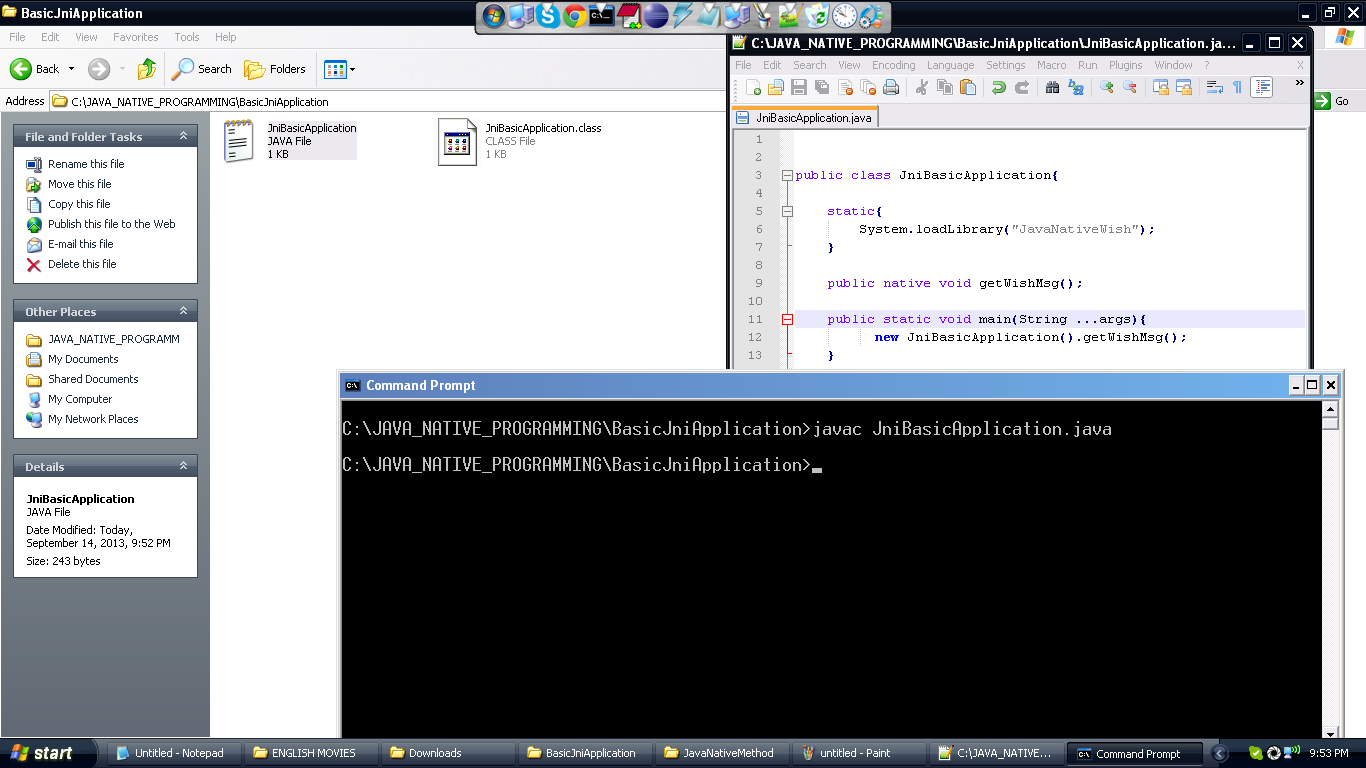 BasicJniApplication
File Edit View Favorites Tools Help
Back Search Folders
Address C:\JAVA_NATIVE_PROGRAMMING\BasicJniApplication
Go
File and Folder Tasks
Rename this file
Move this file
Copy this file
Publish this file to the Web
E-mail this file
Delete this file
Other Places
JAVA_NATIVE_PROGRAMM
My Documents
Shared Documents
My Computer
My Network Places
Details
JniBasicApplication
JAVA File
Date Modified: Today,
September 14, 2013, 9:52 PM
Size: 243 bytes
JniBasicApplication
JAVA File
1 KB
JniBasicApplication.class
CLASS File
1 KB
C:\JAVA_NATIVE_PROGRAMMING\BasicJniApplication\JniBasicApplication.ja...
File Edit Search View Encoding Language Settings Macro Run Plugins Window ? X
JniBasicApplication.java
1
2
3 public class JniBasicApplication{
4
5 static{
6 System.loadLibrary("JavaNativeWish");
7 }
8
9 public native void getWishMsg();
10
11 public static void main(String ...args){
12 new JniBasicApplication().getWishMsg();
13 }
Command Prompt
C:\JAVA_NATIVE_PROGRAMMING\BasicJniApplication>javac JniBasicApplication.java
C:\JAVA_NATIVE_PROGRAMMING\BasicJniApplication>_
start Untitled - Notepad ENGLISH MOVIES Downloads BasicJniApplication JavaNativeMethod untitled - Paint C:\JAVA_NATIVE... Command Prompt 9:53 PM